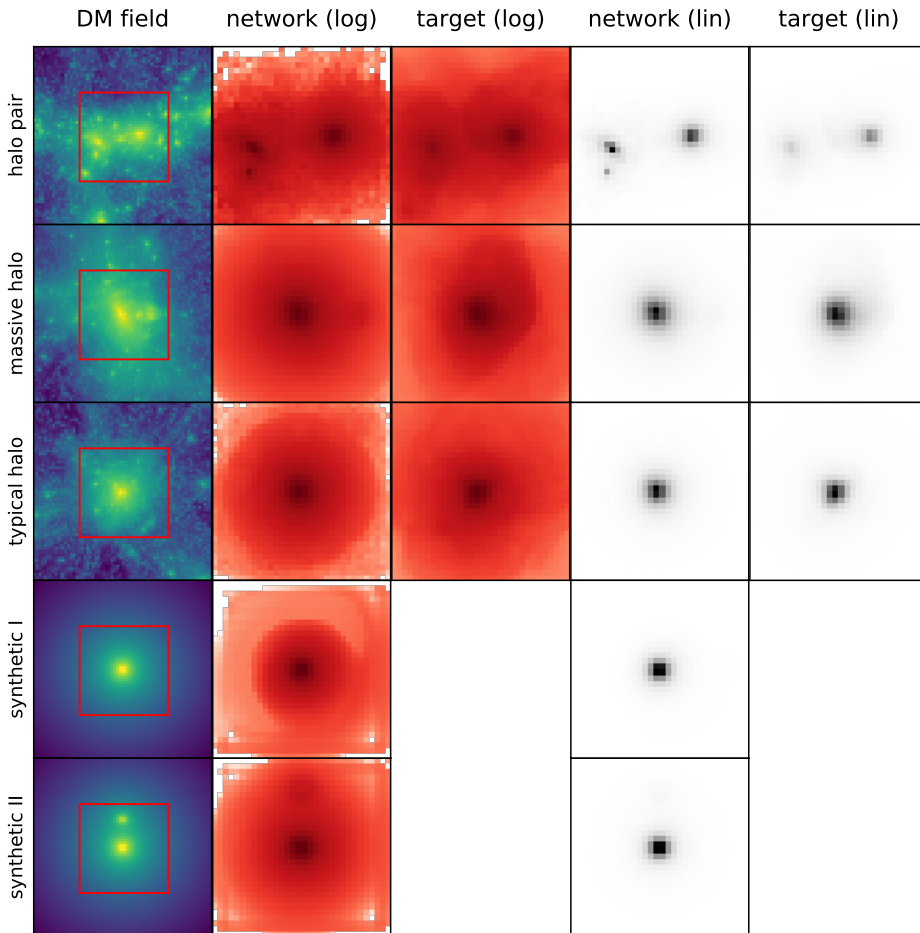 DM field network (log) target (log) network (lin) target (lin)
halo pair
massive halo
typical halo
synthetic I
synthetic II